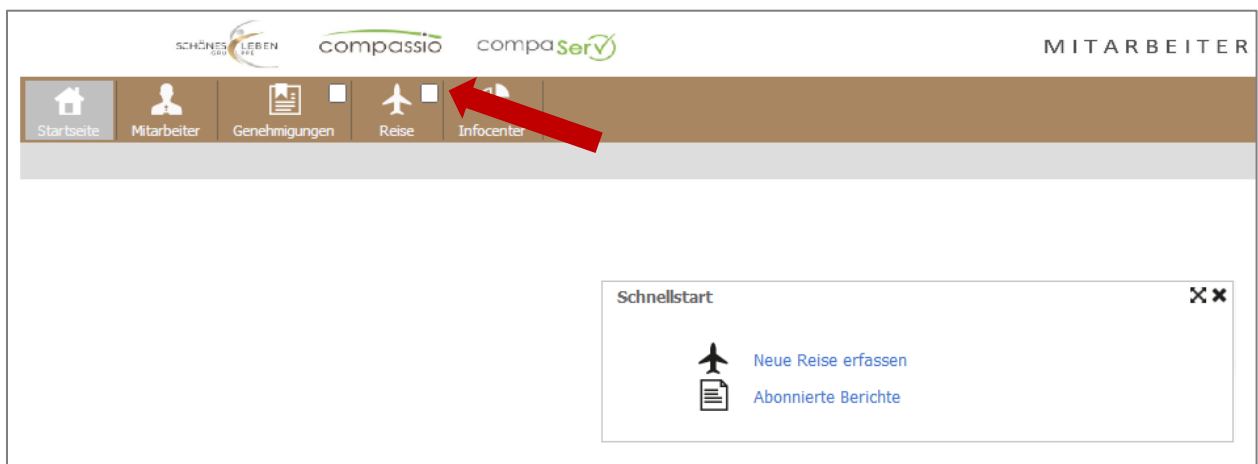 SCHÖNES LEBEN
GRUPPE
compassio
compaServ
MITARBEITER
Startseite
Mitarbeiter
Genehmigungen
Reise
Infocenter
Schnellstart
Neue Reise erfassen
Abonnierte Berichte